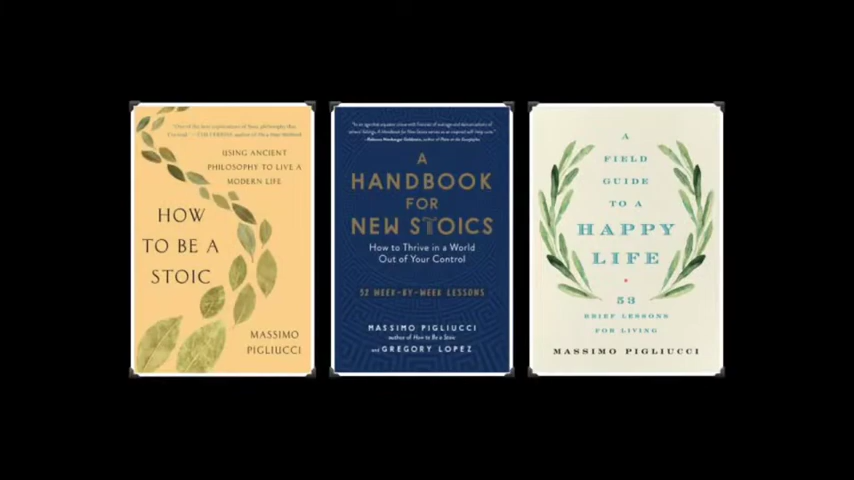 USING ANCIENT
PHILOSOPHY TO LIVE A
MODERN LIFE
HOW
TO BE A
STOIC
MASSIMO
PIGLIUCCI
A
HANDBOOK
FOR
NEW STOICS
How to Thrive in a World
Out of Your Control
52 WEEK-BY-WEEK LESSONS
MASSIMO PIGLIUCCI
author of How to Be a Stoic
and GREGORY LOPEZ
A
FIELD
GUIDE
TO A
HAPPY
LIFE
53
BRIEF LESSONS
FOR LIVING
MASSIMO PIGLIUCCI